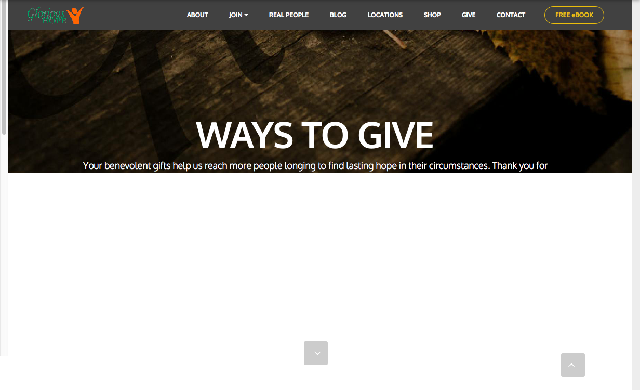 ABOUT JOIN REAL PEOPLE BLOG LOCATIONS SHOP GIVE CONTACT FREE eBOOK
WAYS TO GIVE
Your benevolent gifts help us reach more people longing to find lasting hope in their circumstances. Thank you for